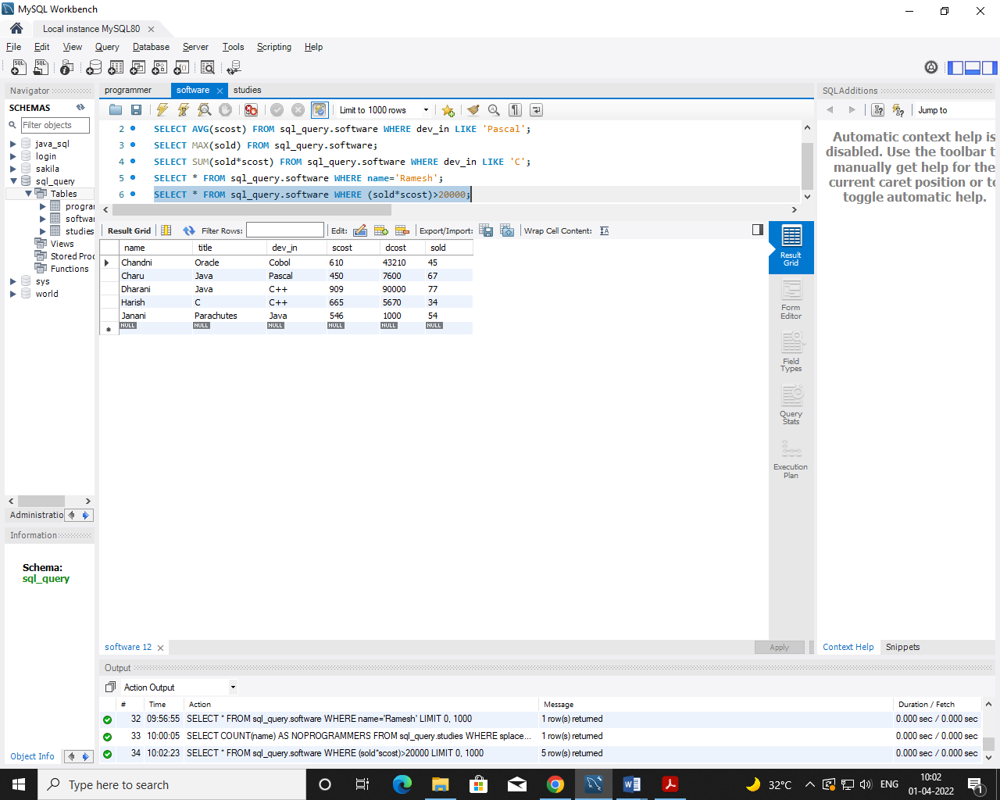 MySQL Workbench
Local instance MySQL80
File Edit View Query Database Server Tools Scripting Help
Navigator
SCHEMAS
Filter objects
java_sql
login
sakila
sql_query
Tables
prograr
softwar
studies
Views
Stored Proc
Functions
sys
world
Administratio
Information
Schema:
sql_query
Object Info
programmer software studies
Limit to 1000 rows
2 SELECT AVG(scost) FROM sql_query.software WHERE dev_in LIKE 'Pascal';
3 SELECT MAX(sold) FROM sql_query.software;
4 SELECT SUM(sold*scost) FROM sql_query.software WHERE dev_in LIKE 'C';
5 SELECT * FROM sql_query.software WHERE name='Ramesh';
6 SELECT * FROM sql_query.software WHERE (sold*scost)>20000;
Result Grid Filter Rows: Edit: Export/Import: Wrap Cell Content:
name title dev_in scost dcost sold
Chandni Oracle Cobol 610 43210 45
Charu Java Pascal 450 7600 67
Dharani Java C++ 909 90000 77
Harish C C++ 665 5670 34
Janani Parachutes Java 546 1000 54
NULL NULL NULL NULL NULL NULL
Result
Grid
Form
Editor
Field
Types
Query
Stats
Execution
Plan
software 12
Apply
SQLAdditions
Jump to
Automatic context help is
disabled. Use the toolbar t
manually get help for the
current caret position or to
toggle automatic help.
Context Help Snippets
Output
Action Output
# Time Action Message Duration / Fetch
32 09:56:55 SELECT * FROM sql_query.software WHERE name='Ramesh' LIMIT 0, 1000 1 row(s) returned 0.000 sec / 0.000 sec
33 10:00:05 SELECT COUNT(name) AS NOPROGRAMMERS FROM sql_query.studies WHERE splace... 1 row(s) returned 0.000 sec / 0.000 sec
34 10:02:23 SELECT * FROM sql_query.software WHERE (sold*scost)>20000 LIMIT 0, 1000 5 row(s) returned 0.000 sec / 0.000 sec
Type here to search
32°C
ENG
10:02
01-04-2022
1